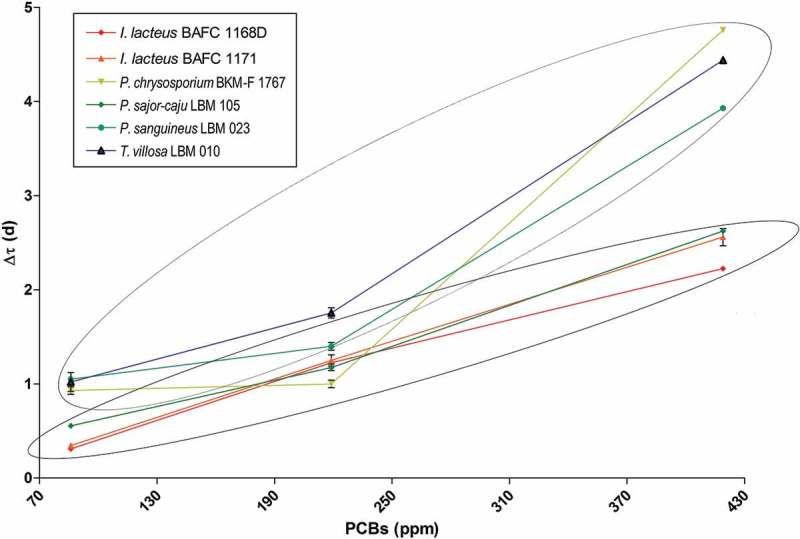 5
I. lacteus BAFC 1168D
I. lacteus BAFC 1171
P. chrysosporium BKM-F 1767
P. sajor-caju LBM 105
P. sanguineus LBM 023
T. villosa LBM 010
4
3
Δτ (d)
2
1
0
70 130 190 250 310 370 430
PCBs (ppm)